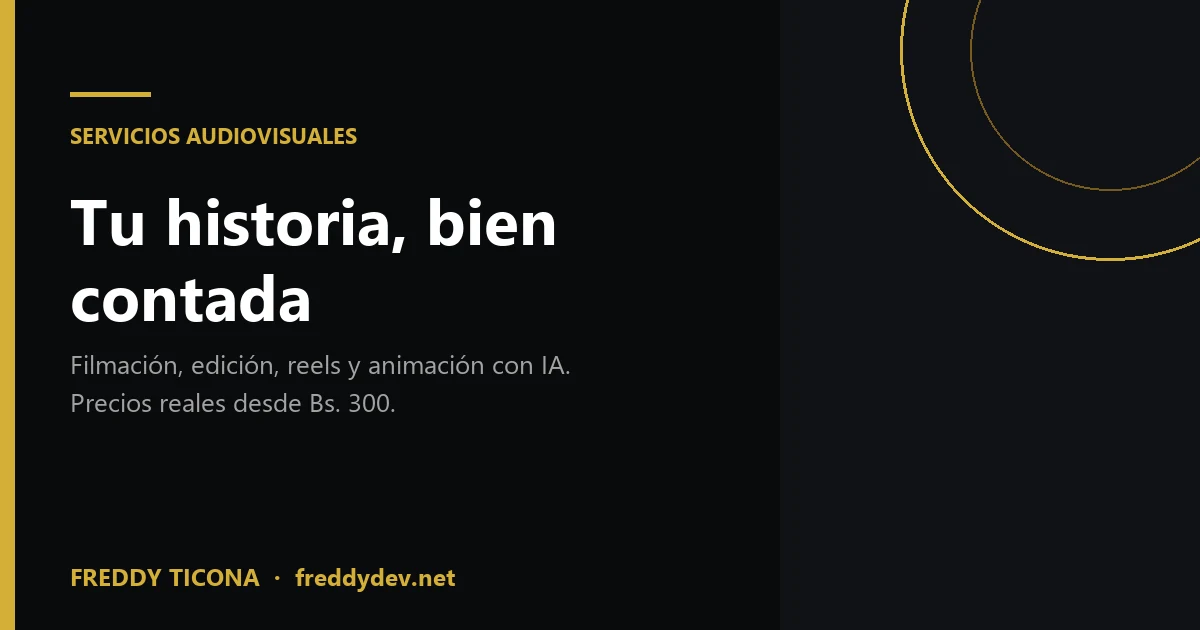 SERVICIOS AUDIOVISUALES
Tu historia, bien
contada
Filmación, edición, reels y animación con IA.
Precios reales desde Bs. 300.
FREDDY TICONA · freddydev.net